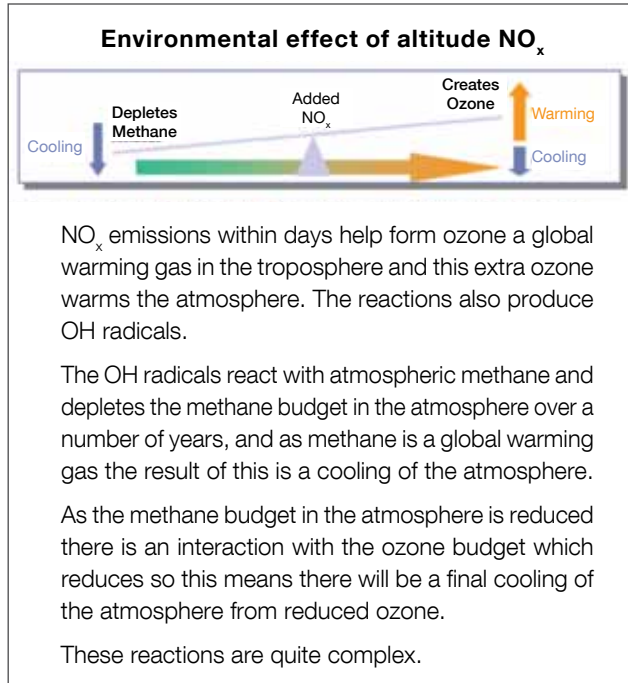 Environmental effect of altitude NOx
Creates
Ozone
Added
NOx
Depletes
Methane
Warming
Cooling
Cooling
NOx emissions within days help form ozone a global
warming gas in the troposphere and this extra ozone
warms the atmosphere. The reactions also produce
OH radicals.
The OH radicals react with atmospheric methane and
depletes the methane budget in the atmosphere over a
number of years, and as methane is a global warming
gas the result of this is a cooling of the atmosphere.
As the methane budget in the atmosphere is reduced
there is an interaction with the ozone budget which
reduces so this means there will be a final cooling of
the atmosphere from reduced ozone.
These reactions are quite complex.